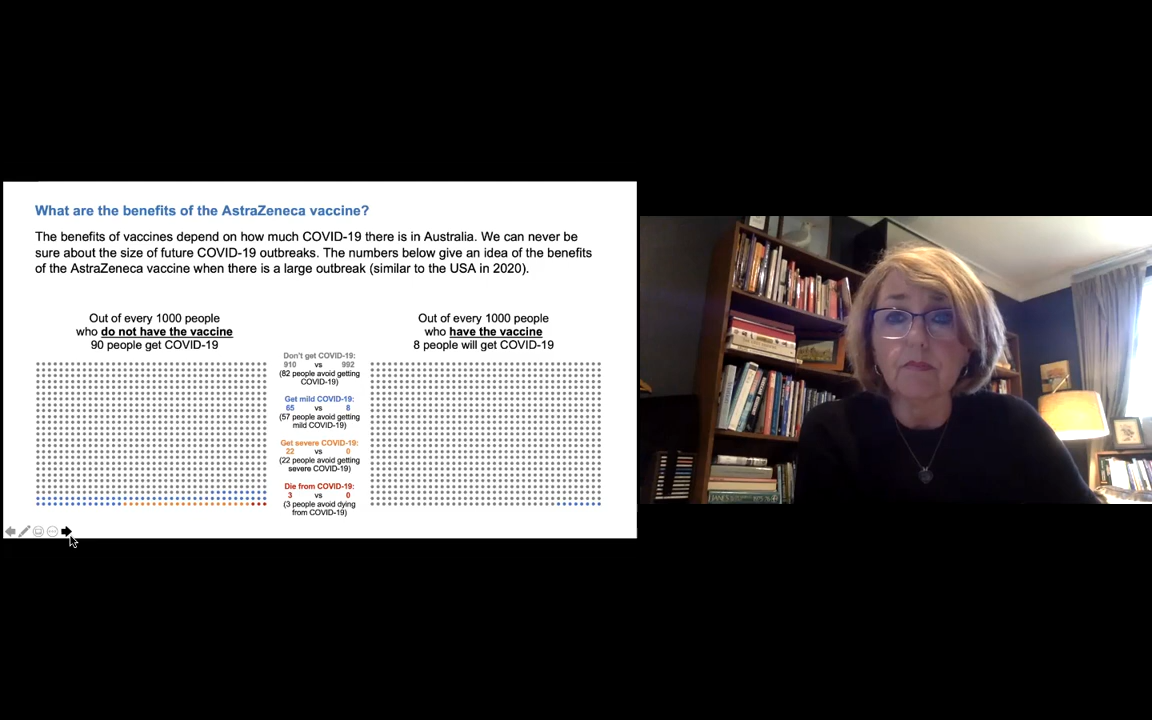 What are the benefits of the AstraZeneca vaccine?
The benefits of vaccines depend on how much COVID-19 there is in Australia. We can never be
sure about the size of future COVID-19 outbreaks. The numbers below give an idea of the benefits
of the AstraZeneca vaccine when there is a large outbreak (similar to the USA in 2020).
Out of every 1000 people
who do not have the vaccine
90 people get COVID-19
Don't get COVID-19:
910 vs 992
(82 people avoid getting
COVID-19)
Get mild COVID-19:
65 vs 8
(57 people avoid getting
mild COVID-19)
Get severe COVID-19:
22 vs 0
(22 people avoid getting
severe COVID-19)
Die from COVID-19:
3 vs 0
(3 people avoid dying
from COVID-19)
Out of every 1000 people
who have the vaccine
8 people will get COVID-19